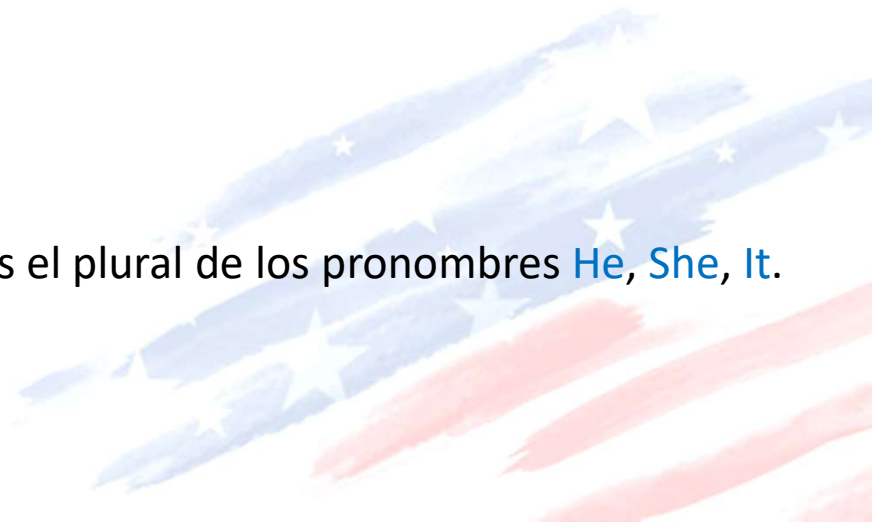 s el plural de los pronombres He, She, It.